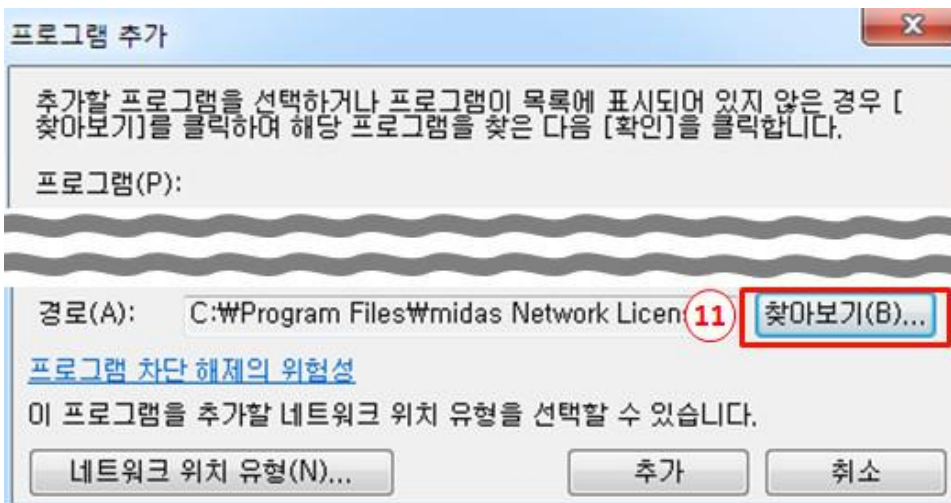 프로그램 추가
추가할 프로그램을 선택하거나 프로그램이 목록에 표시되어 있지 않은 경우 [
찾아보기]를 클릭하여 해당 프로그램을 찾은 다음 [확인]을 클릭합니다.
프로그램(P):
경로(A): C:₩Program Files₩midas Network Licens 11 찾아보기(B)...
프로그램 차단 해제의 위험성
이 프로그램을 추가할 네트워크 위치 유형을 선택할 수 있습니다.
네트워크 위치 유형(N)... 추가 취소